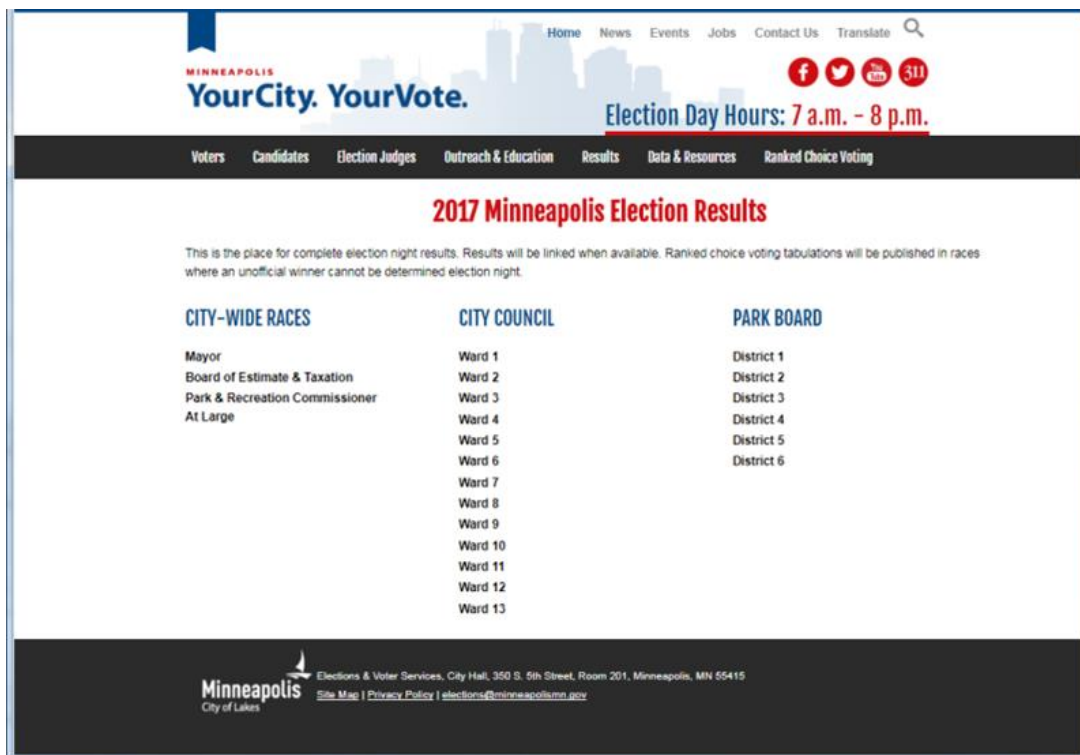 Home News Events Jobs Contact Us Translate
MINNEAPOLIS
YourCity. YourVote.
You Tube 311
Election Day Hours: 7 a.m. - 8 p.m.
Voters Candidates Election Judges Outreach & Education Results Data & Resources Ranked Choice Voting
2017 Minneapolis Election Results
This is the place for complete election night results. Results will be linked when available. Ranked choice voting tabulations will be published in races
where an unofficial winner cannot be determined election night.
CITY-WIDE RACES
Mayor
Board of Estimate & Taxation
Park & Recreation Commissioner
At Large
CITY COUNCIL
Ward 1
Ward 2
Ward 3
Ward 4
Ward 5
Ward 6
Ward 7
Ward 8
Ward 9
Ward 10
Ward 11
Ward 12
Ward 13
PARK BOARD
District 1
District 2
District 3
District 4
District 5
District 6
Minneapolis
City of Lakes
Elections & Voter Services, City Hall, 350 S. 5th Street, Room 201, Minneapolis, MN 55415
Site Map | Privacy Policy | elections@minneapolismn.gov